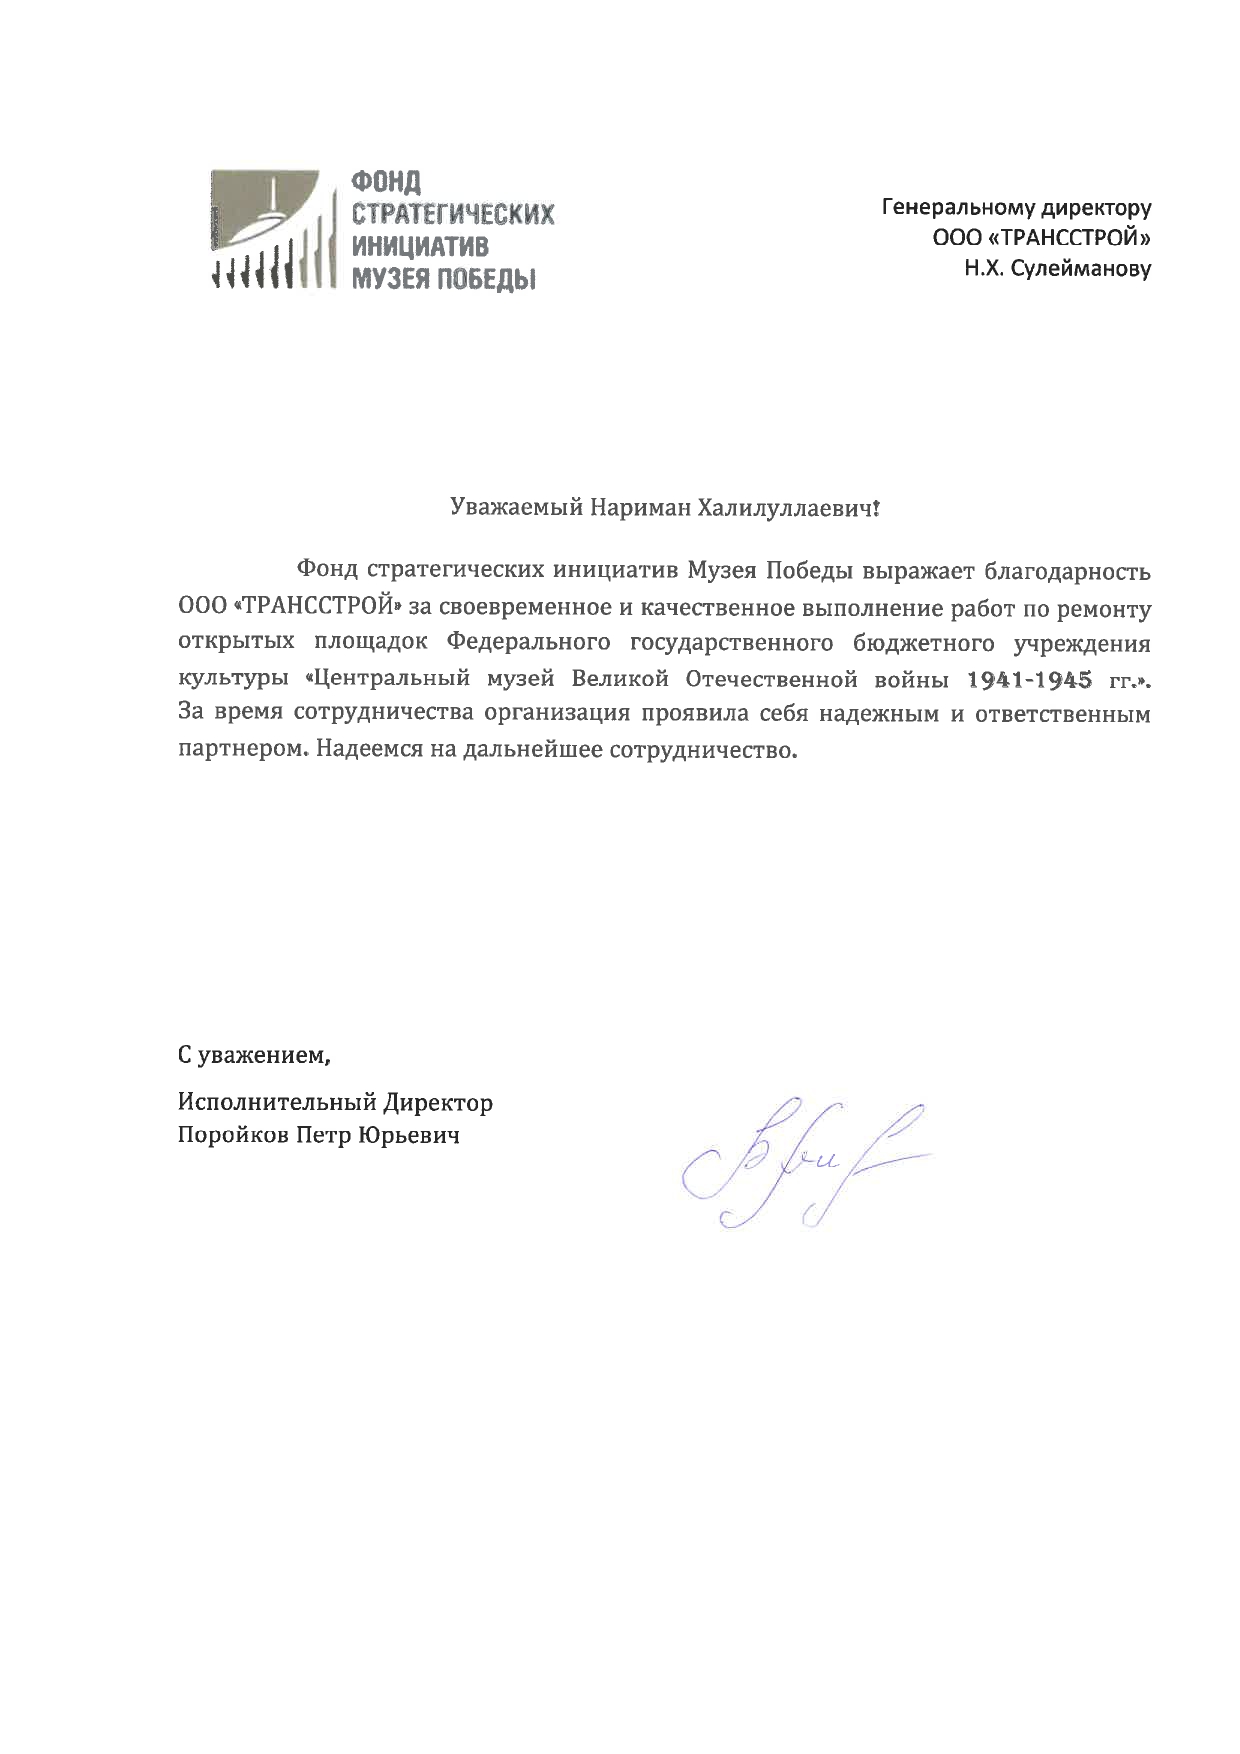 ФОНД
СТРАТЕГИЧЕСКИХ
ИНИЦИАТИВ
МУЗЕЯ ПОБЕДЫ
Генеральному директору
ООО «ТРАНССТРОЙ»
Н.Х. Сулейманову
Уважаемый Нариман Халилуллаевич!
Фонд стратегических инициатив Музея Победы выражает благодарность
ООО «ТРАНССТРОЙ» за своевременное и качественное выполнение работ по ремонту
открытых площадок Федерального государственного бюджетного учреждения
культуры «Центральный музей Великой Отечественной войны 1941-1945 гг.».
За время сотрудничества организация проявила себя надежным и ответственным
партнером. Надеемся на дальнейшее сотрудничество.
С уважением,
Исполнительный Директор
Поройков Петр Юрьевич